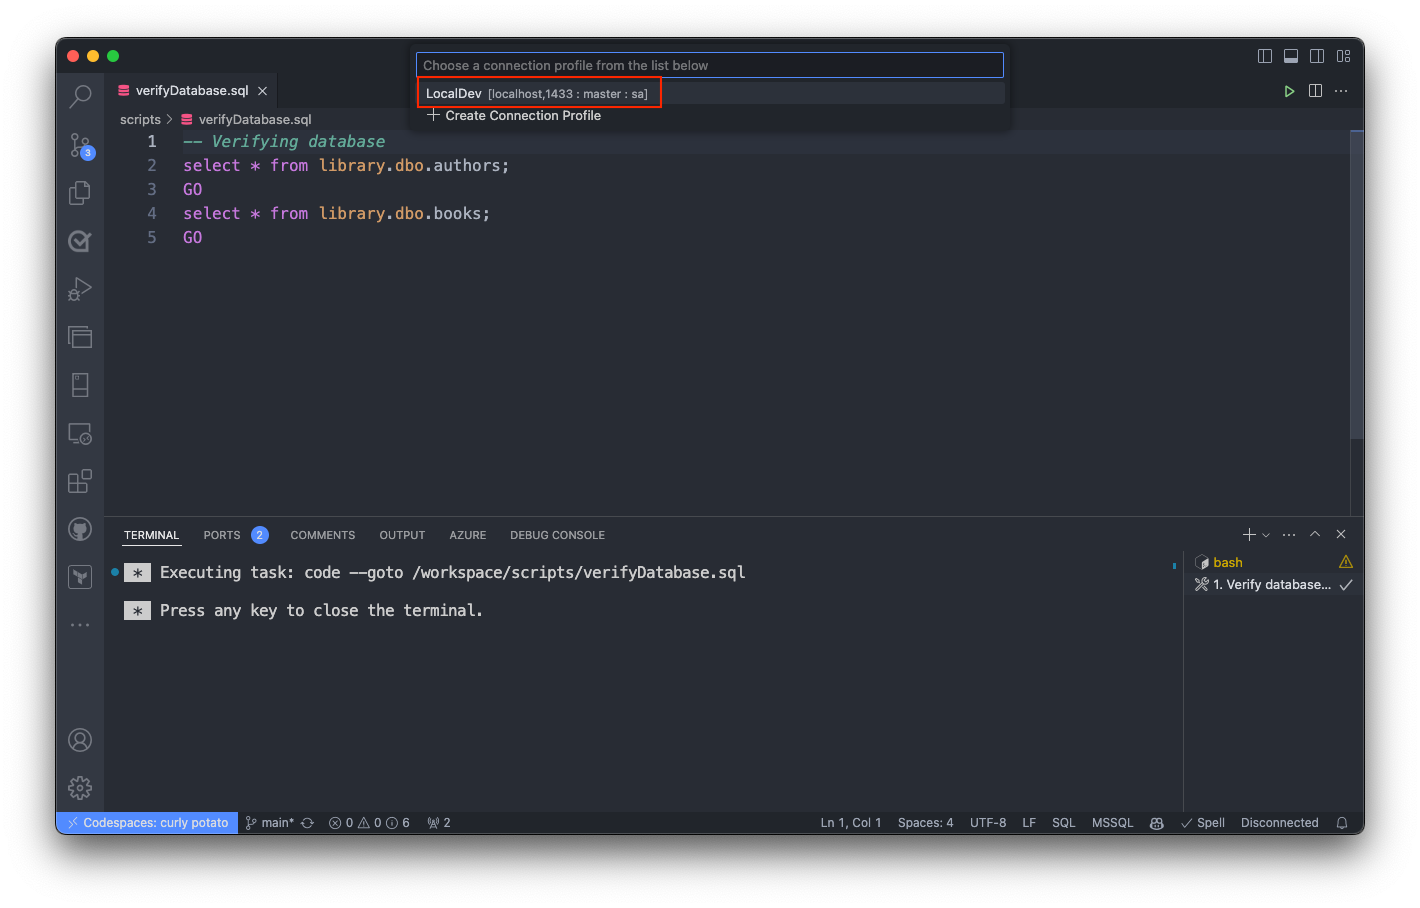 Choose a connection profile from the list below
LocalDev [localhost,1433 : master : sa]
Create Connection Profile
verifyDatabase.sql
scripts > verifyDatabase.sql
1 -- Verifying database
2 select * from library.dbo.authors;
3 GO
4 select * from library.dbo.books;
5 GO
3
TERMINAL PORTS 2 COMMENTS OUTPUT AZURE DEBUG CONSOLE
* Executing task: code --goto /workspace/scripts/verifyDatabase.sql
* Press any key to close the terminal.
bash
1. Verify database...
Codespaces: curly potato main* 0 0 6 2 Ln 1, Col 1 Spaces: 4 UTF-8 LF SQL MSSQL Spell Disconnected